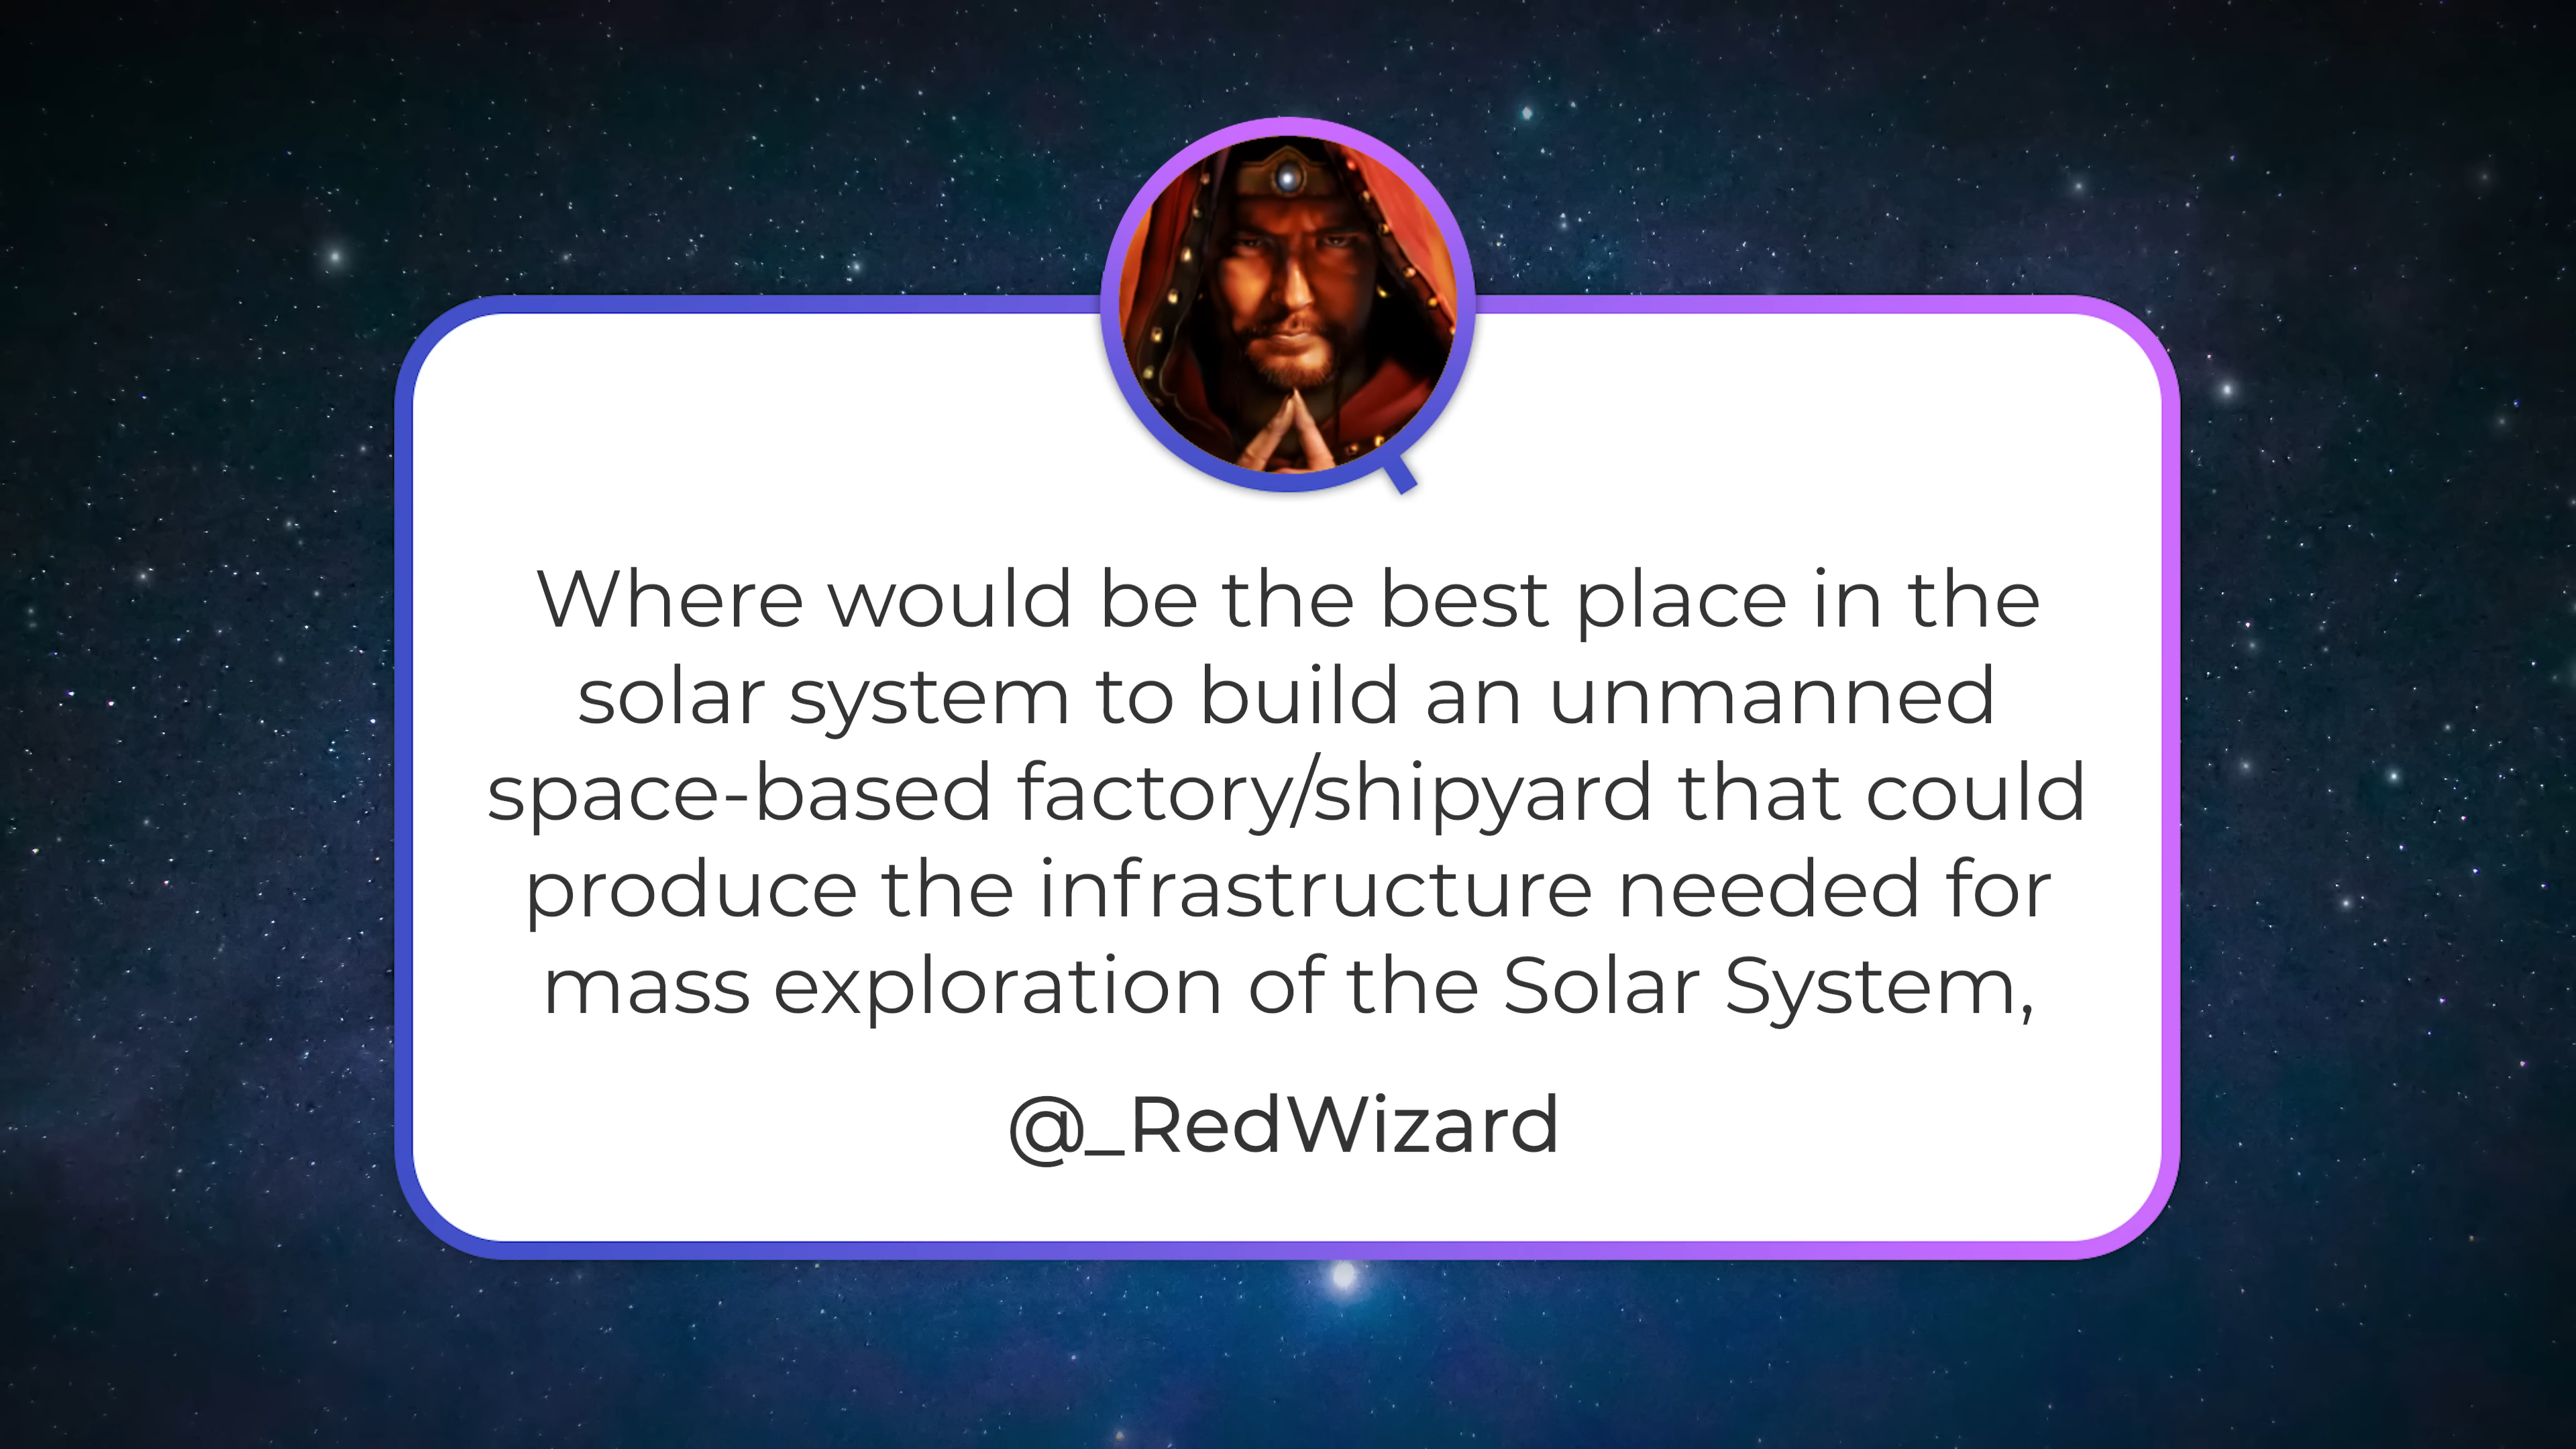 Where would be the best place in the
solar system to build an unmanned
space-based factory/shipyard that could
produce the infrastructure needed for
mass exploration of the Solar System,
@_RedWizard